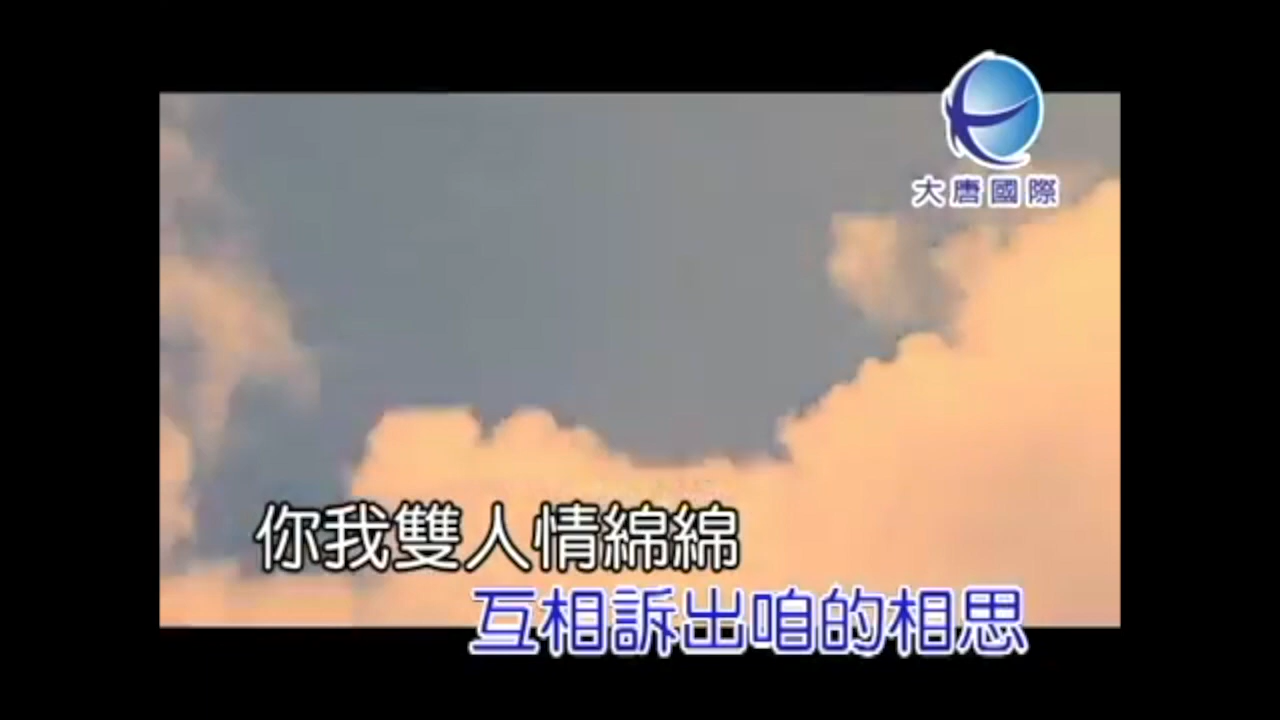 大唐國際
你我雙人情綿綿
互相訴出咱的相思